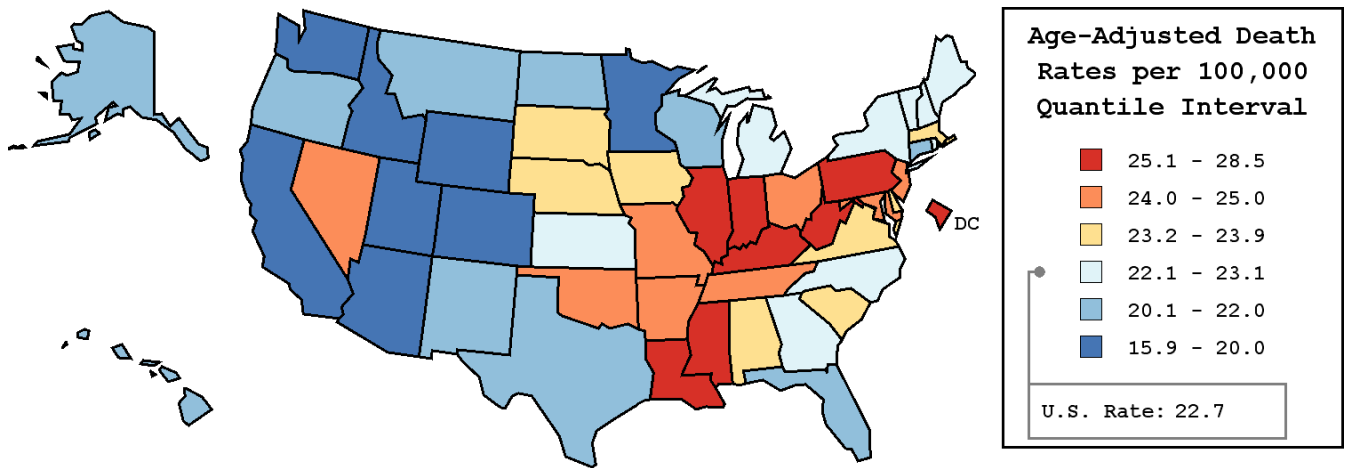 Age-Adjusted Death
Rates per 100,000
Quantile Interval
25.1 - 28.5
24.0 - 25.0
23.2 - 23.9
22.1 - 23.1
20.1 - 22.0
15.9 - 20.0
U.S. Rate: 22.7
DC